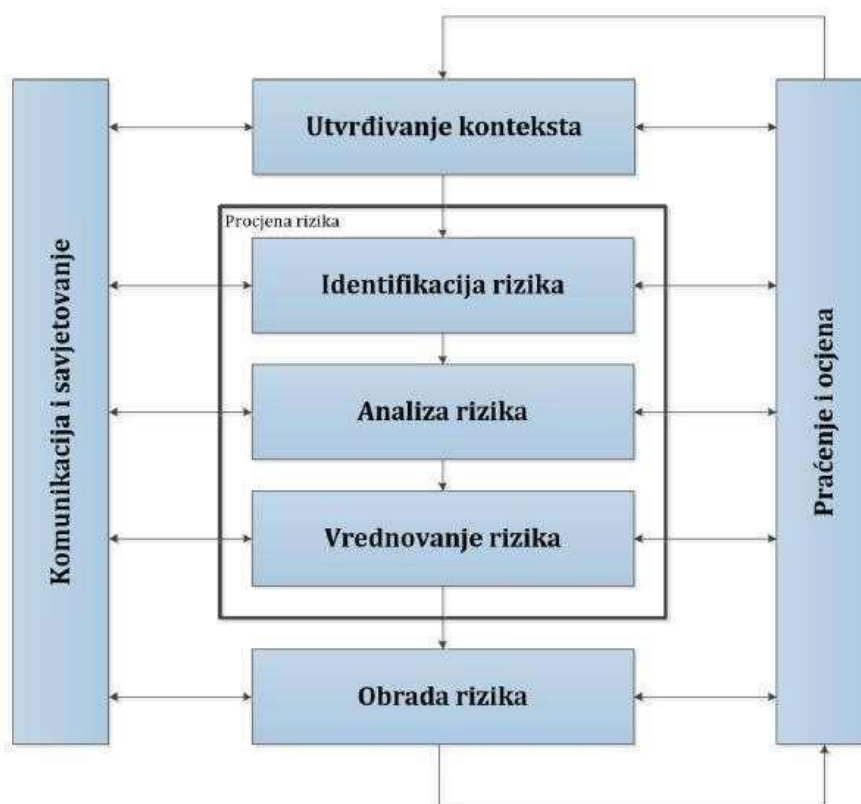 Utvrđivanje konteksta
Procjena rizika
Identifikacija rizika
Analiza rizika
Vrednovanje rizika
Obrada rizika
Komunikacija i savjetovanje
Praćenje i ocjena